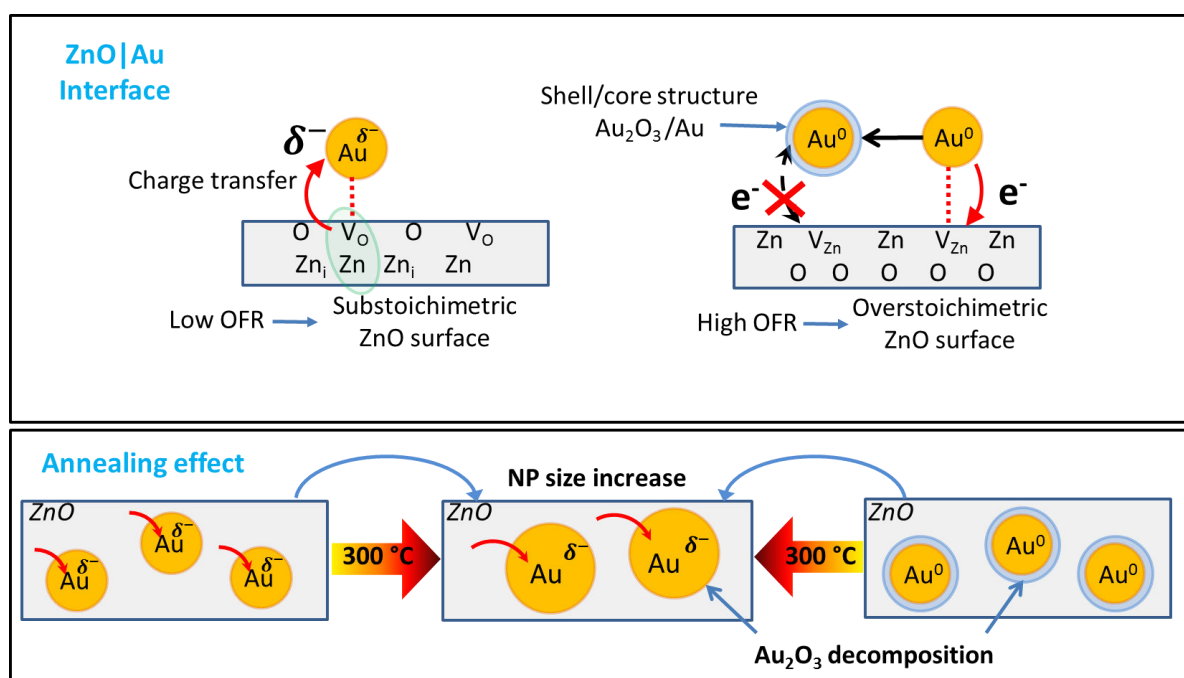 ZnO|Au
Interface
δ⁻
δ⁻
Au
Charge transfer
O V_O O V_O
Zn_i Zn Zn_i Zn
Low OFR
Substoichimetric
ZnO surface
Shell/core structure
Au₂O₃/Au
Au⁰
Au⁰
e⁻
e⁻
Zn V_Zn Zn V_Zn Zn
O O O O O
High OFR
Overstoichimetric
ZnO surface
Annealing effect
ZnO
δ⁻
Au
δ⁻
Au
δ⁻
Au
300 °C
NP size increase
ZnO
Au δ⁻
Au δ⁻
300 °C
ZnO
Au⁰
Au⁰
Au⁰
Au₂O₃ decomposition